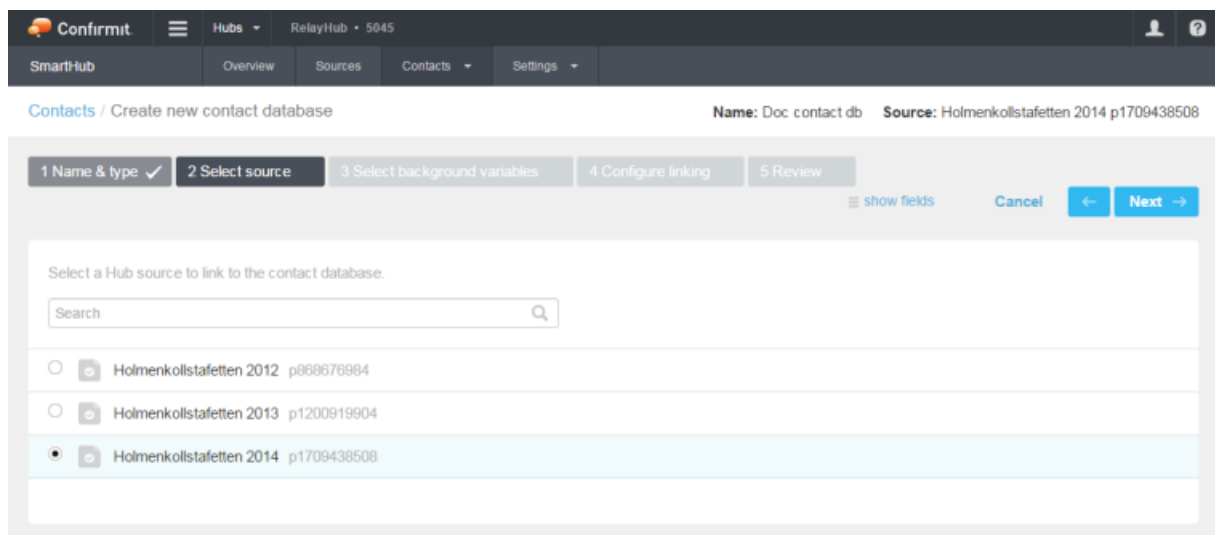 Confirmit. Hubs RelayHub • 5045
SmartHub Overview Sources Contacts Settings
Contacts / Create new contact database Name: Doc contact db Source: Holmenkollstafetten 2014 p1709438508
1 Name & type 2 Select source 3 Select background variables 4 Configure linking 5 Review
show fields Cancel ← Next →
Select a Hub source to link to the contact database.
Search
Holmenkollstafetten 2012 p868676984
Holmenkollstafetten 2013 p1200919904
Holmenkollstafetten 2014 p1709438508